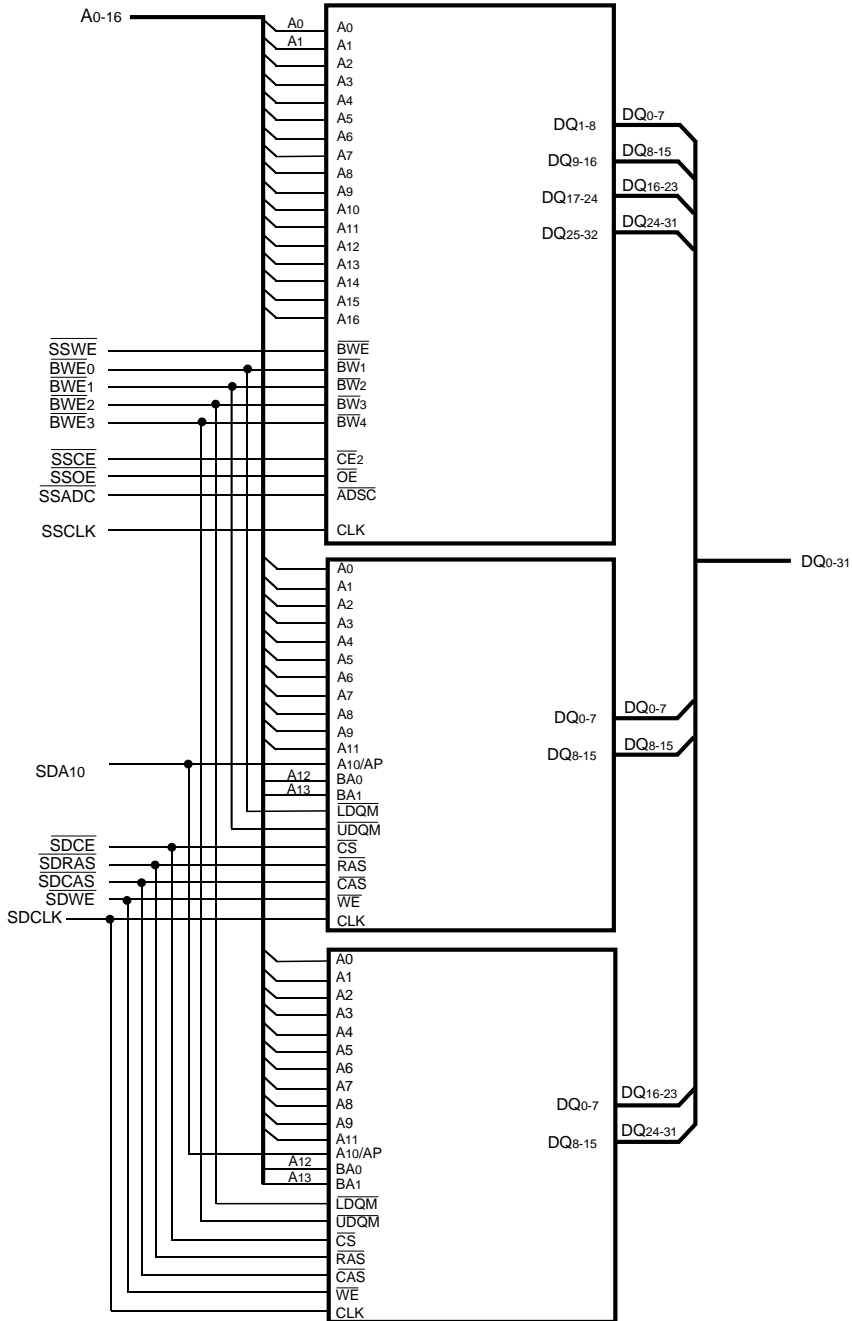 A0-16
A0 A0
A1 A1
A2
A3
A4
A5
A6
A7
A8
A9
A10
A11
A12
A13
A14
A15
A16
DQ1-8 DQ0-7
DQ9-16 DQ8-15
DQ17-24 DQ16-23
DQ25-32 DQ24-31
SSWE BWE
BWE0 BW1
BWE1 BW2
BWE2 BW3
BWE3 BW4
SSCE CE2
SSOE OE
SSADC ADSC
SSCLK CLK
DQ0-31
A0
A1
A2
A3
A4
A5
A6
A7
A8
A9
A11
SDA10 A10/AP
A12 BA0
A13 BA1
LDQM
UDQM
SDCE CS
SDRAS RAS
SDCAS CAS
SDWE WE
SDCLK CLK
DQ0-7 DQ0-7
DQ8-15 DQ8-15
A0
A1
A2
A3
A4
A5
A6
A7
A8
A9
A11
A10/AP
A12 BA0
A13 BA1
LDQM
UDQM
CS
RAS
CAS
WE
CLK
DQ0-7 DQ16-23
DQ8-15 DQ24-31